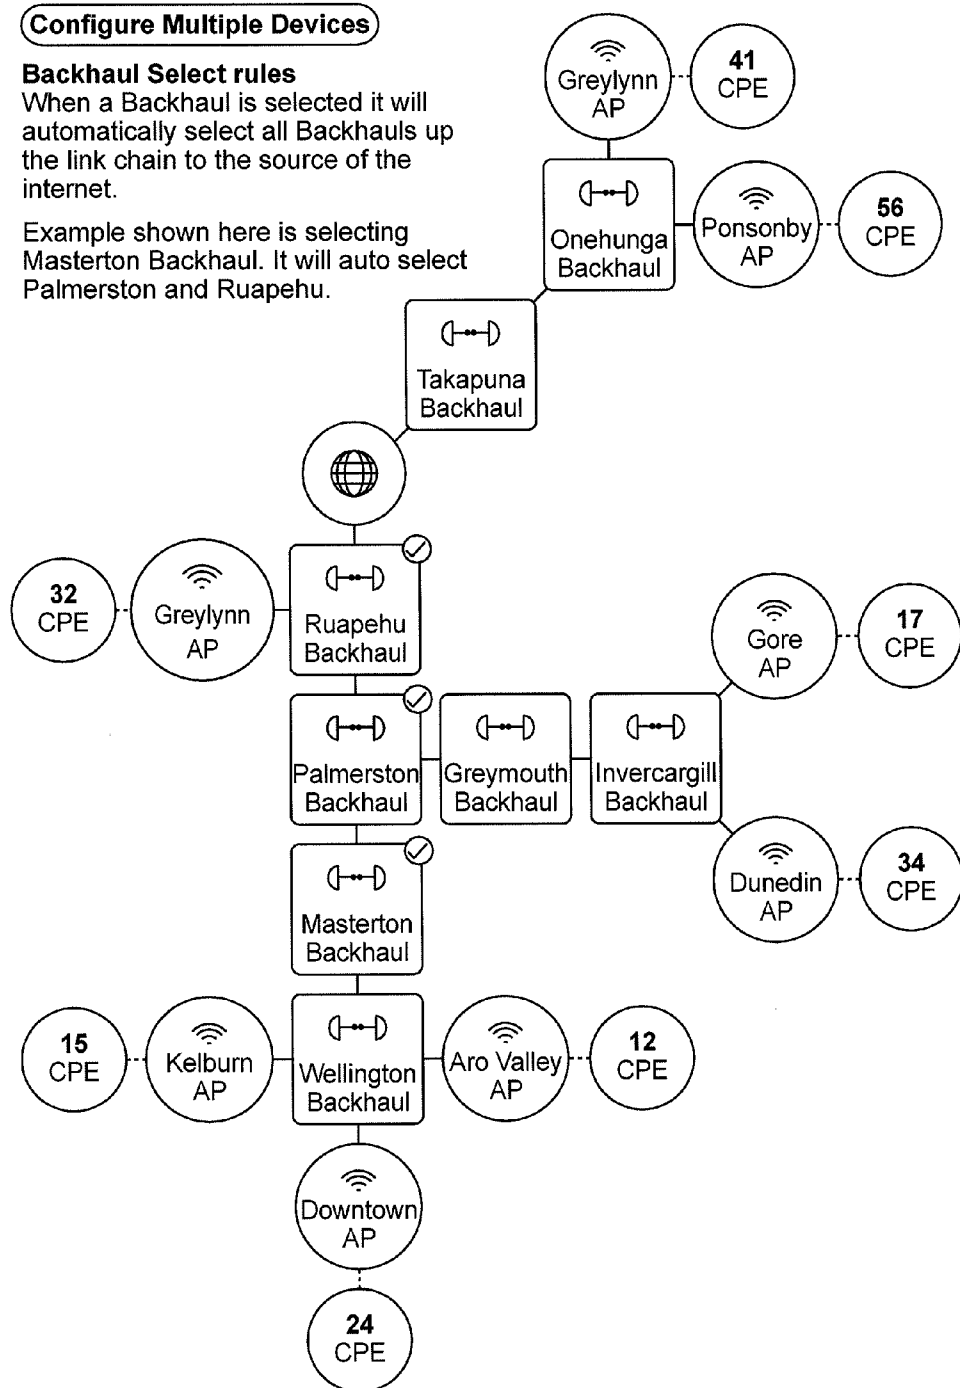 Configure Multiple Devices
Backhaul Select rules
When a Backhaul is selected it will
automatically select all Backhauls up
the link chain to the source of the
internet.
Example shown here is selecting
Masterton Backhaul. It will auto select
Palmerston and Ruapehu.
Greylynn
AP
41
CPE
Onehunga
Backhaul
Ponsonby
AP
56
CPE
Takapuna
Backhaul
32
CPE
Greylynn
AP
Ruapehu
Backhaul
Gore
AP
17
CPE
Palmerston
Backhaul
Greymouth
Backhaul
Invercargill
Backhaul
Dunedin
AP
34
CPE
Masterton
Backhaul
15
CPE
Kelburn
AP
Wellington
Backhaul
Aro Valley
AP
12
CPE
Downtown
AP
24
CPE